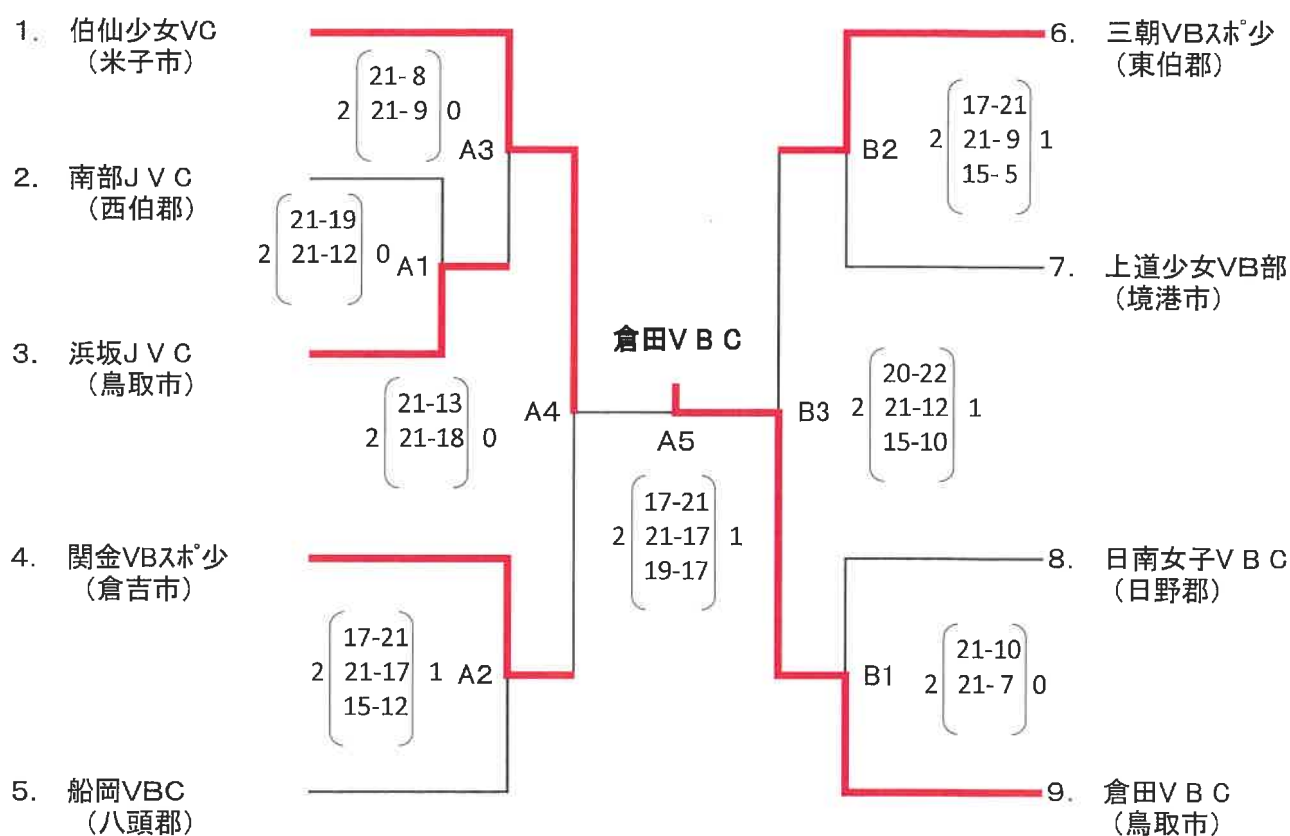 1. 伯仙少女VC
(米子市)
21- 8
2 21- 9 0
A3
2. 南部JVC
(西伯郡)
21-19
2 21-12 0
A1
3. 浜坂JVC
(鳥取市)
21-13
2 21-18 0
A4
4. 関金VBスポ少
(倉吉市)
17-21
2 21-17 1
15-12
A2
5. 船岡VBC
(八頭郡)
倉田VBC
A5
17-21
2 21-17 1
19-17
6. 三朝VBスポ少
(東伯郡)
B2
17-21
2 21- 9 1
15- 5
7. 上道少女VB部
(境港市)
B3
20-22
2 21-12 1
15-10
8. 日南女子VBC
(日野郡)
B1
21-10
2 21- 7 0
9. 倉田VBC
(鳥取市)